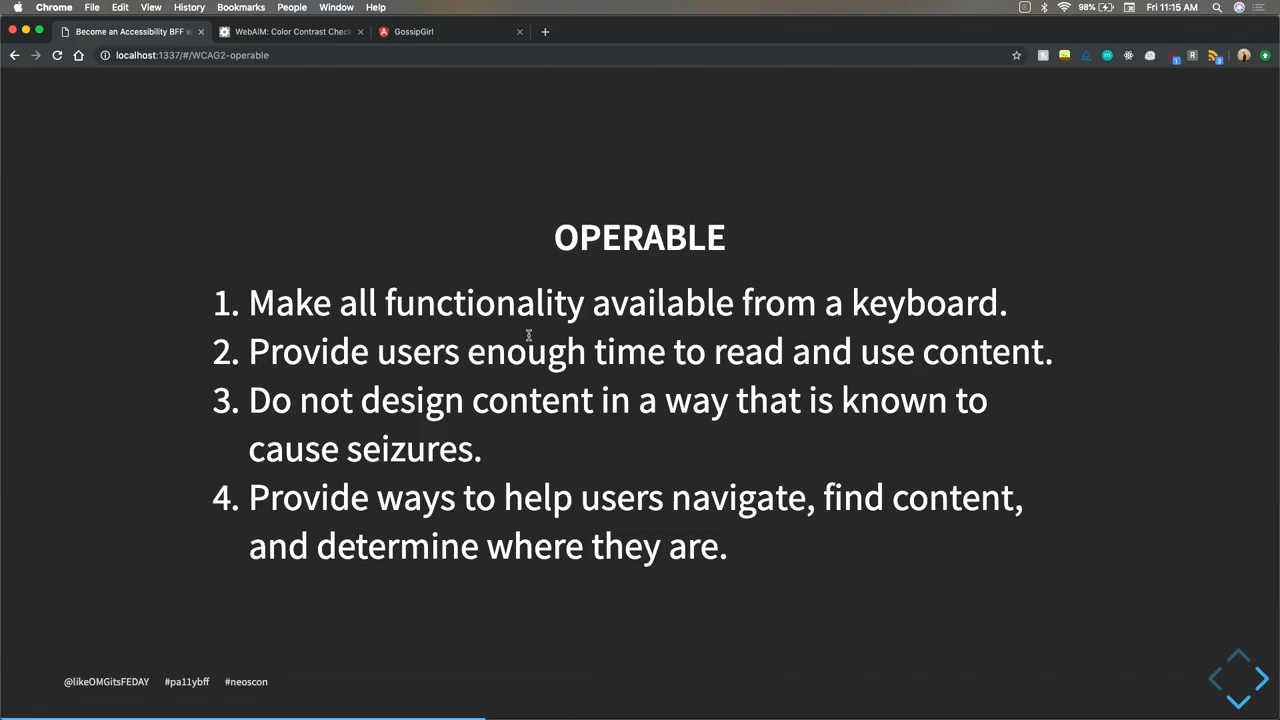 Chrome File Edit View History Bookmarks People Window Help 98% Fri 11:15 AM
Become an Accessibility BFF w WebAIM: Color Contrast Chec GossipGirl
localhost:1337/#/WCAG2-operable
OPERABLE
1. Make all functionality available from a keyboard.
2. Provide users enough time to read and use content.
3. Do not design content in a way that is known to
cause seizures.
4. Provide ways to help users navigate, find content,
and determine where they are.
@likeOMGitsFEDAY #pa11ybff #neoscon